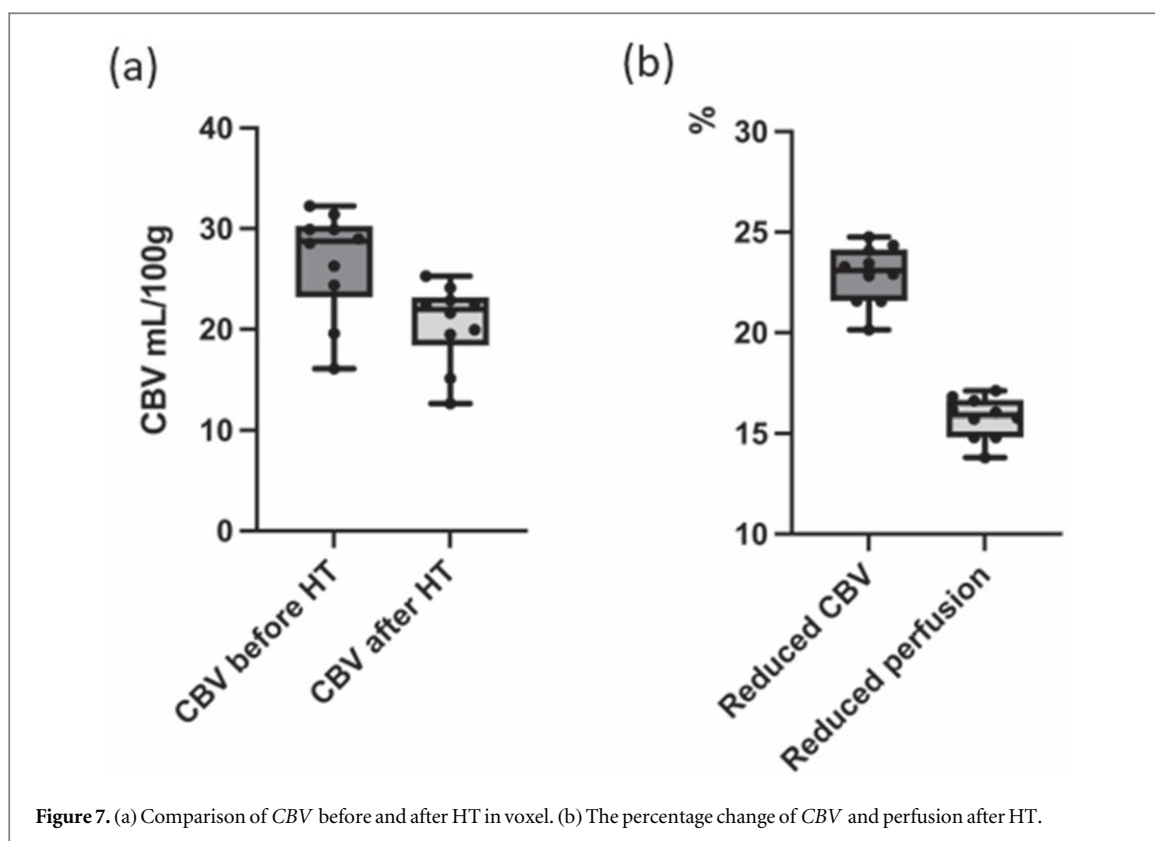 (a)
40
30
20
10
0
CBV mL/100g
CBV before HT
CBV after HT
(b)
%
30
25
20
15
10
Reduced CBV
Reduced perfusion
Figure 7. (a) Comparison of CBV before and after HT in voxel. (b) The percentage change of CBV and perfusion after HT.